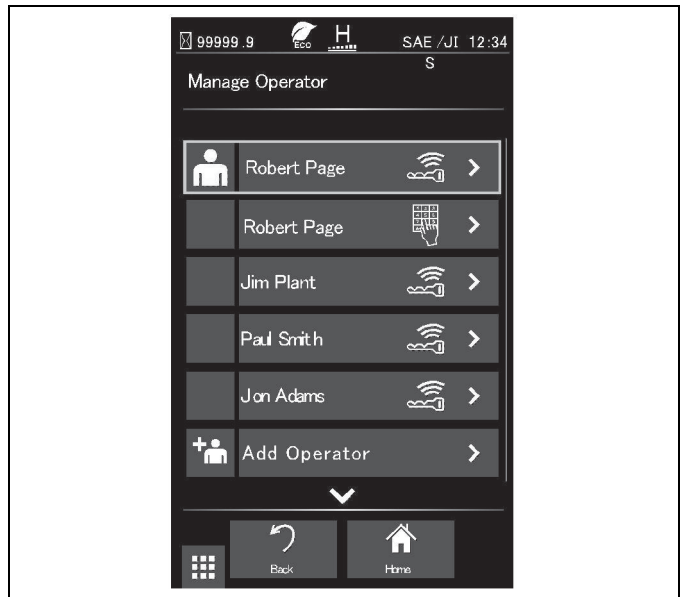 99999.9 ECO H SAE /JI 12:34
S
Manage Operator
Robert Page
Robert Page
Jim Plant
Paul Smith
Jon Adams
Add Operator
Back Home